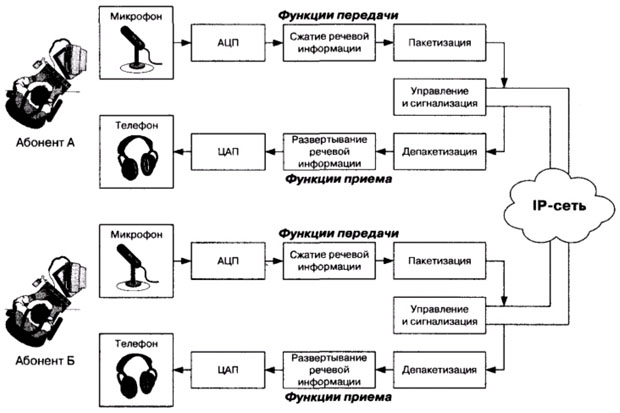 Функции передачи
Микрофон
АЦП
Сжатие речевой
информации
Пакетизация
Управление
и сигнализация
Абонент А
Телефон
ЦАП
Развертывание
речевой
информации
Депакетизация
Функции приема
IP-сеть
Функции передачи
Микрофон
АЦП
Сжатие речевой
информации
Пакетизация
Управление
и сигнализация
Абонент Б
Телефон
ЦАП
Развертывание
речевой
информации
Депакетизация
Функции приема